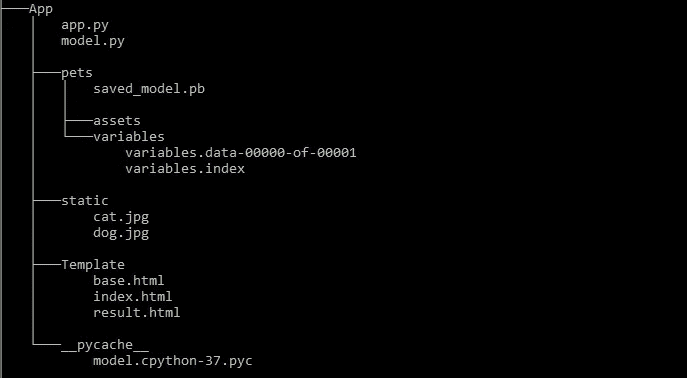 App
app.py
model.py
pets
saved_model.pb
assets
variables
variables.data-00000-of-00001
variables.index
static
cat.jpg
dog.jpg
Template
base.html
index.html
result.html
__pycache__
model.cpython-37.pyc